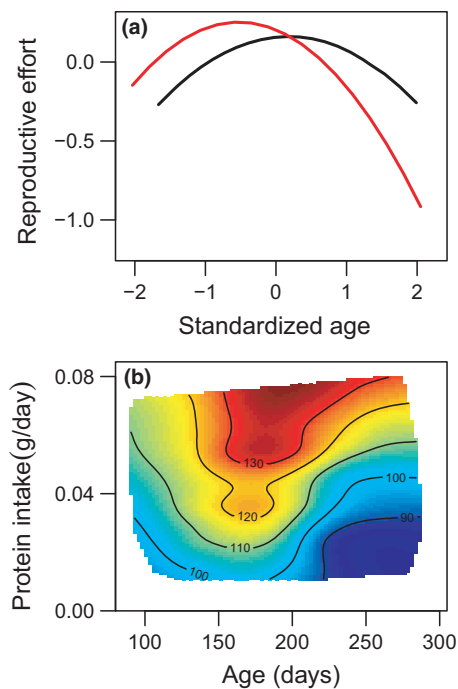 (a)
Reproductive effort
0.0
−0.5
−1.0
−2 −1 0 1 2
Standardized age
(b)
Protein intake(g/day)
0.08
0.04
0.00
130
120
110
100
100
90
100 150 200 250 300
Age (days)